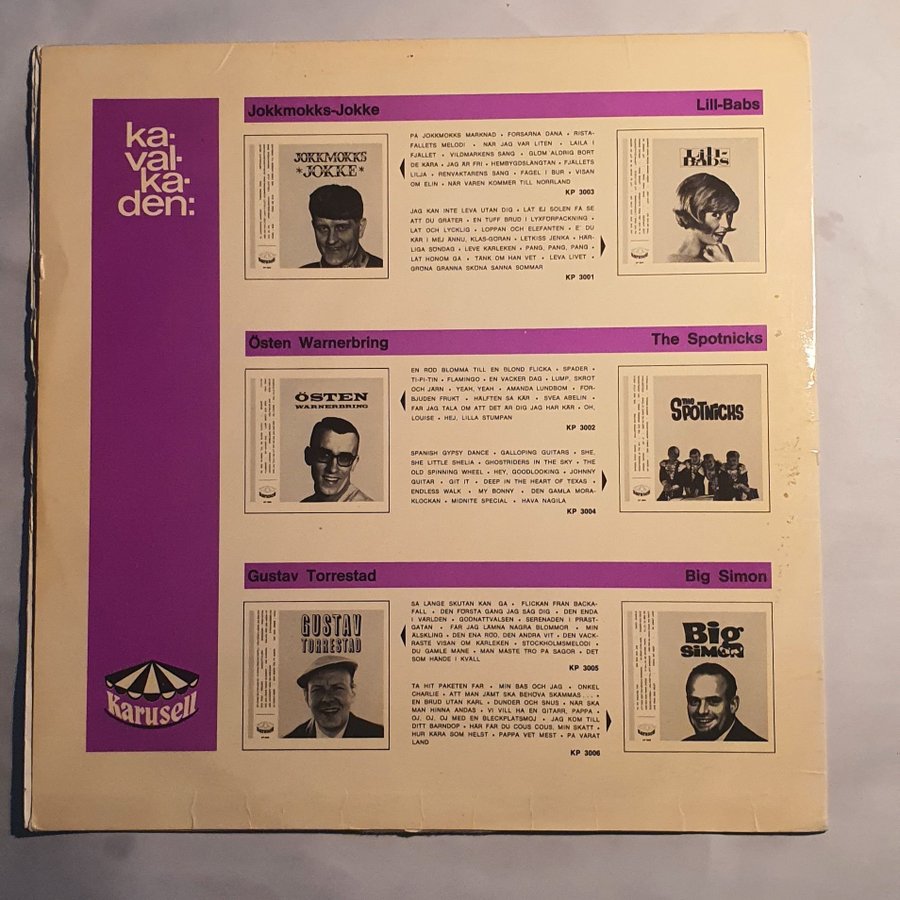 ka-
val-
ka-
den:
Jokkmokks-Jokke
Lill-Babs
JOKKMOKKS
*JOKKE*
PÅ JOKKMOKKS MARKNAD • FORSARNA DÅNA • RISTA-
FALLETS MELODI • NÄR JAG VAR LITEN • LAILA I
FJÄLLET • VILDMARKENS SÅNG • GLÖM ALDRIG BORT
DE KÄRA • JAG ÄR FRI • HEMBYGDSLÄNGTAN • FJÄLLETS
LILJA • RENVAKTARENS SÅNG • FÅGEL I BUR • VISAN
OM ELIN • NÄR VÅREN KOMMER TILL NORRLAND
KP 3003
JAG KAN INTE LEVA UTAN DIG • LÅT EJ SOLEN FÅ SE
ATT DU GRÅTER • EN TUFF BRUD I LYXFÖRPACKNING •
LAT OCH LYCKLIG • LOPPAN OCH ELEFANTEN • E' DU
KÄR I MEJ ÄNNU, KLAS-GÖRAN • LETKISS JENKA • HÄR-
LIGA SÖNDAG • LEVE KÄRLEKEN • PANG, PANG, PANG •
LÅT HONOM GÅ • TÄNK OM HAN VET • LEVA LIVET •
GRÖNA GRANNA SKÖNA SANNA SOMMAR
KP 3001
Lill-
BABS
Östen Warnerbring
The Spotnicks
ÖSTEN
WARNERBRING
EN RÖD BLOMMA TILL EN BLOND FLICKA • SPADER •
TI-PI-TIN • FLAMINGO • EN VACKER DAG • LUMP, SKROT
OCH JÄRN • YEAH, YEAH • AMANDA LUNDBOM • FÖR-
BJUDEN FRUKT • HÄLFTEN SÅ KÄR • SVEA ABELIN •
FÅR JAG TALA OM ATT DET ÄR DIG JAG HAR KÄR • OH,
LOUISE • HEJ, LILLA STUMPAN
KP 3002
SPANISH GYPSY DANCE • GALLOPING GUITARS • SHE,
SHE LITTLE SHELIA • GHOSTRIDERS IN THE SKY • THE
OLD SPINNING WHEEL • HEY, GOODLOOKING • JOHNNY
GUITAR • GIT IT • DEEP IN THE HEART OF TEXAS •
ENDLESS WALK • MY BONNY • DEN GAMLA MORA-
KLOCKAN • MIDNITE SPECIAL • HAVA NAGILA
KP 3004
THE
SPOTNICKS
Gustav Torrestad
Big Simon
GUSTAV
TORRESTAD
SÅ LÄNGE SKUTAN KAN GÅ • FLICKAN FRÅN BACKA-
FALL • DEN FÖRSTA GÅNG JAG SÅG DIG • DEN ENDA
I VÄRLDEN • GODNATTVALSEN • SERENADEN I PRÄST-
GATAN • FÅR JAG LÄMNA NÅGRA BLOMMOR • MIN
ÄLSKLING • DEN ENA RÖD, DEN ANDRA VIT • DEN VACK-
RASTE VISAN OM KÄRLEKEN • STOCKHOLMSMELODI •
DU GAMLE MÅNE • MAN MÅSTE TRO PÅ SAGOR • DET
SOM HÄNDE I KVÄLL
KP 3005
TA HIT PAKETEN FAR • MIN BAS OCH JAG • ONKEL
CHARLIE • ATT MAN JÄMT SKA BEHÖVA SKÄMMAS . . . •
EN BRUD UTAN KARL • DUNDER OCH SNUS • NÄR SKA
MAN HINNA ANDAS • VI VILL HA EN GITARR, PAPPA •
OJ, OJ, OJ MED EN BLECKPLATSMOJ • JAG KOM TILL
DITT BARNDOP • HÄR FÅR DU COUS COUS, MIN SKATT •
HUR KÄRA SOM HELST • PAPPA VET MEST • PÅ VÅRAT
LAND
KP 3006
Big
SIMON
Karusell